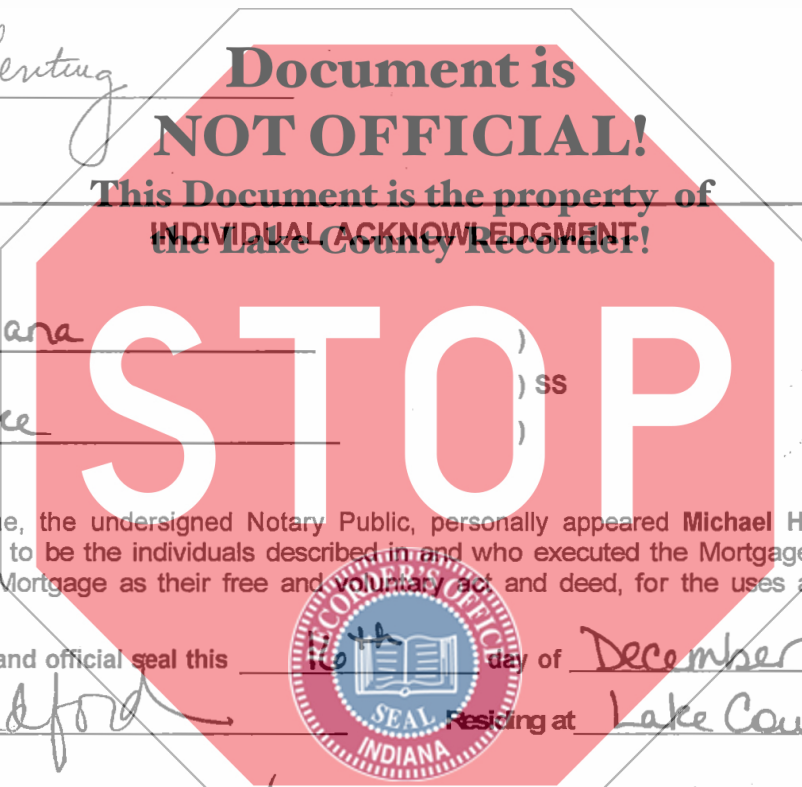 Document is
NOT OFFICIAL!
This Document is the property of
the Lake County Recorder!
INDIVIDUAL ACKNOWLEDGMENT
STOP
ana )
) SS
ke )
e, the undersigned Notary Public, personally appeared Michael H
to be the individuals described in and who executed the Mortgage
Mortgage as their free and voluntary act and deed, for the uses a
and official seal this 16th day of December
dford Residing at Lake Cou
RECORDER'S OFFICE
SEAL
INDIANA